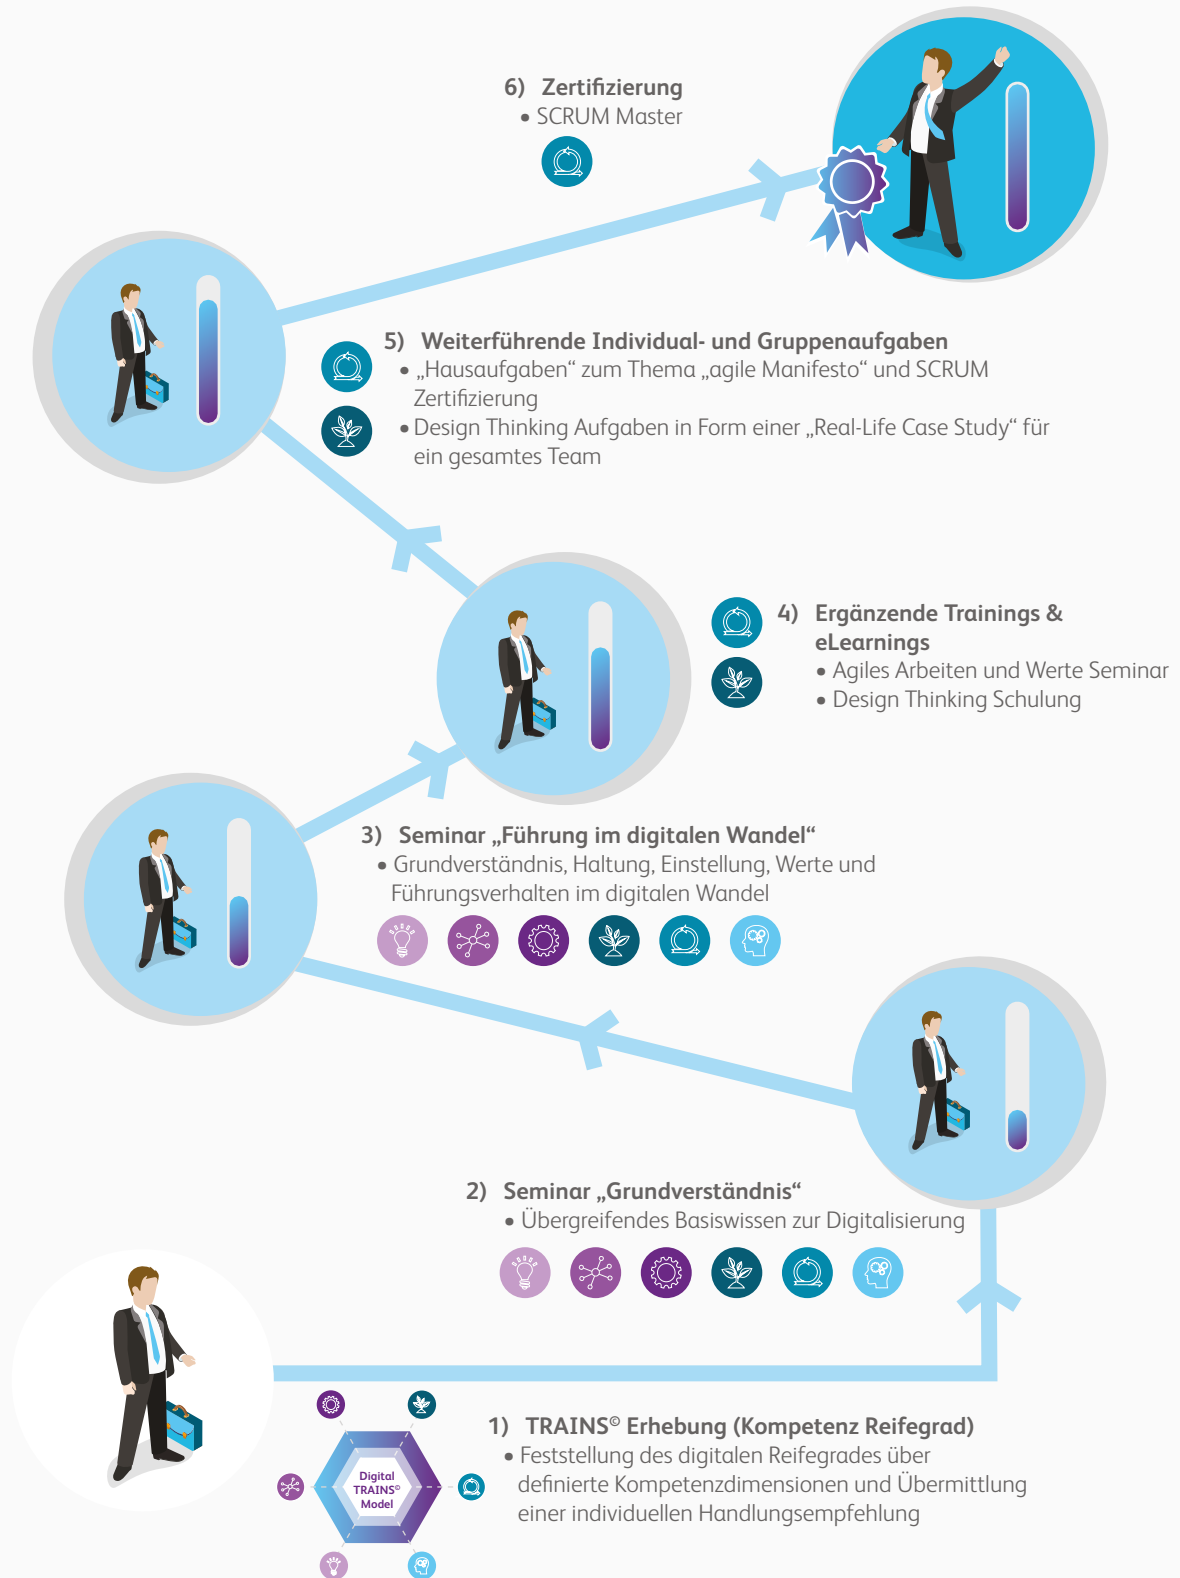 6) Zertifizierung
• SCRUM Master
5) Weiterführende Individual- und Gruppenaufgaben
• „Hausaufgaben“ zum Thema „agile Manifesto“ und SCRUM
Zertifizierung
• Design Thinking Aufgaben in Form einer „Real-Life Case Study“ für
ein gesamtes Team
4) Ergänzende Trainings &
eLearnings
• Agiles Arbeiten und Werte Seminar
• Design Thinking Schulung
3) Seminar „Führung im digitalen Wandel“
• Grundverständnis, Haltung, Einstellung, Werte und
Führungsverhalten im digitalen Wandel
2) Seminar „Grundverständnis“
• Übergreifendes Basiswissen zur Digitalisierung
1) TRAINS© Erhebung (Kompetenz Reifegrad)
• Feststellung des digitalen Reifegrades über
definierte Kompetenzdimensionen und Übermittlung
einer individuellen Handlungsempfehlung
Digital
TRAINS©
Model